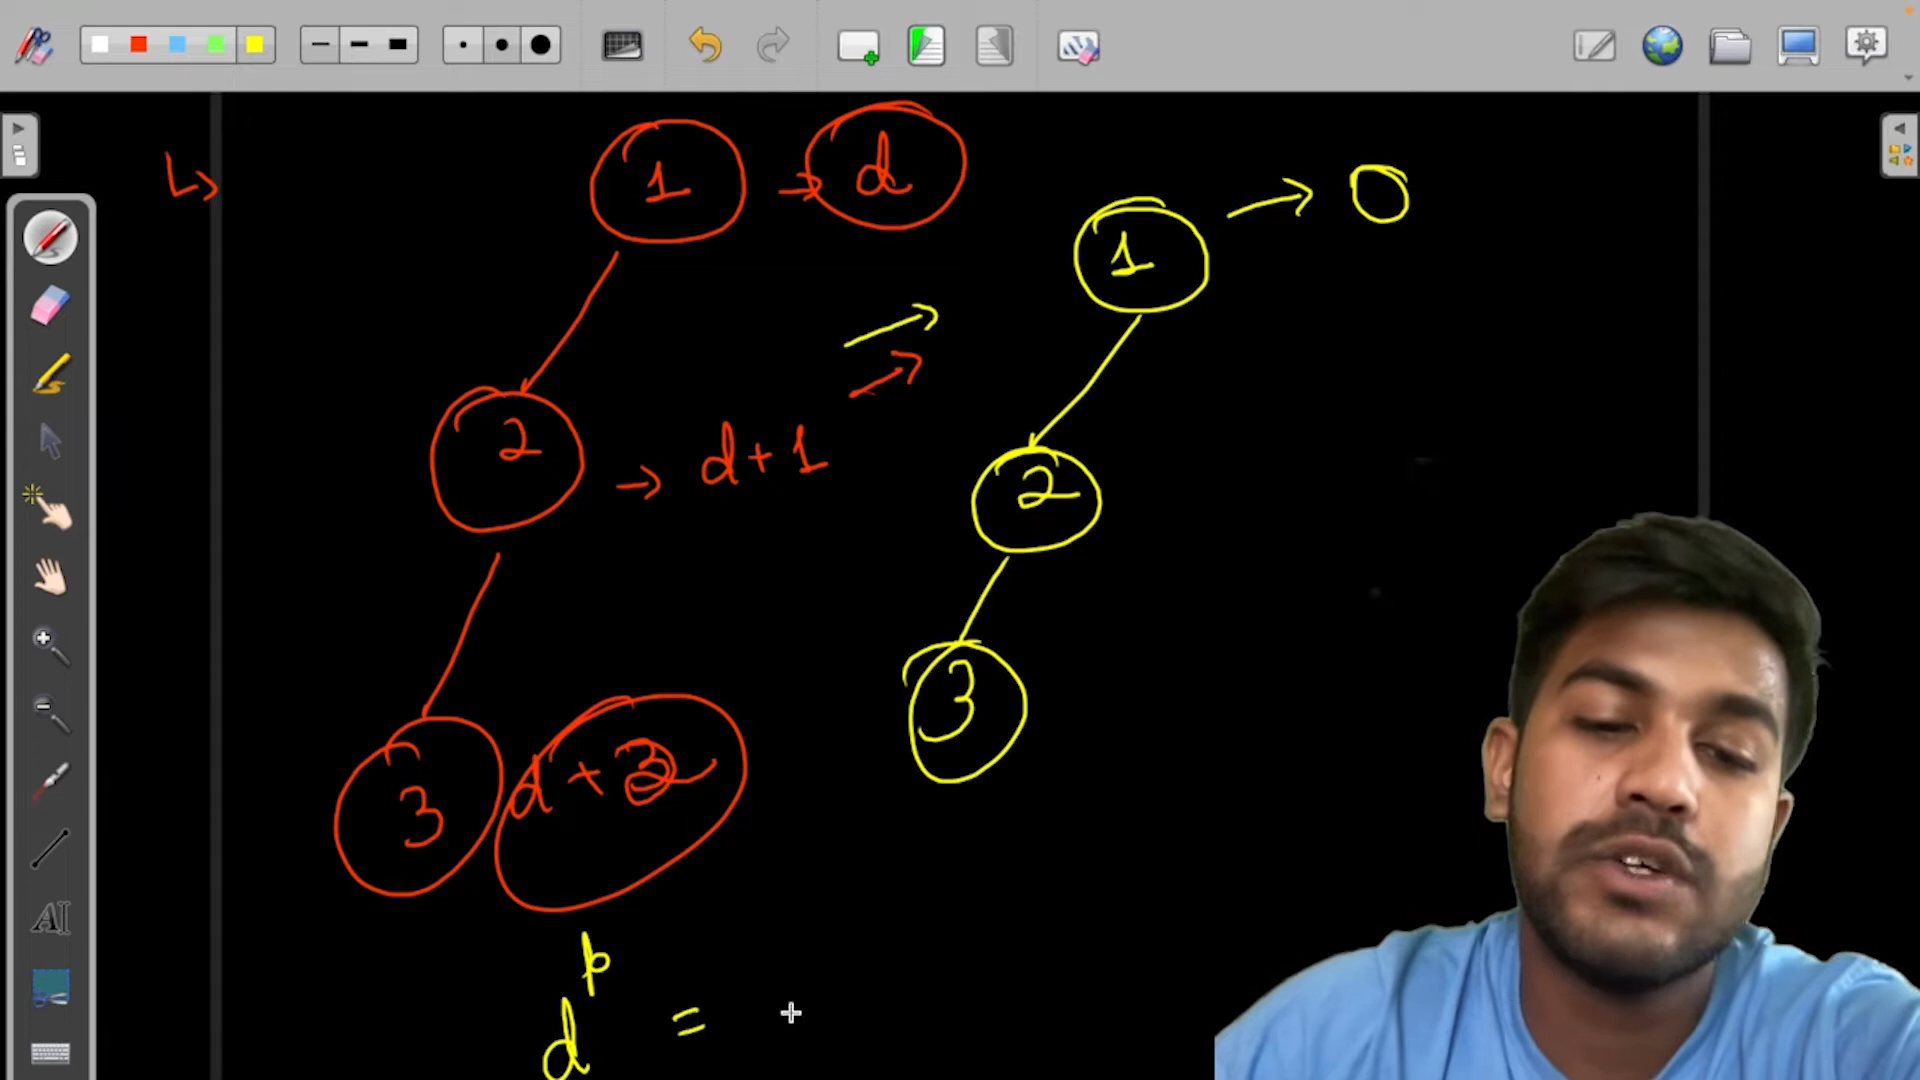 1 → d
1 → 0
2 → d+1
2
3
3 d+2
d^p =